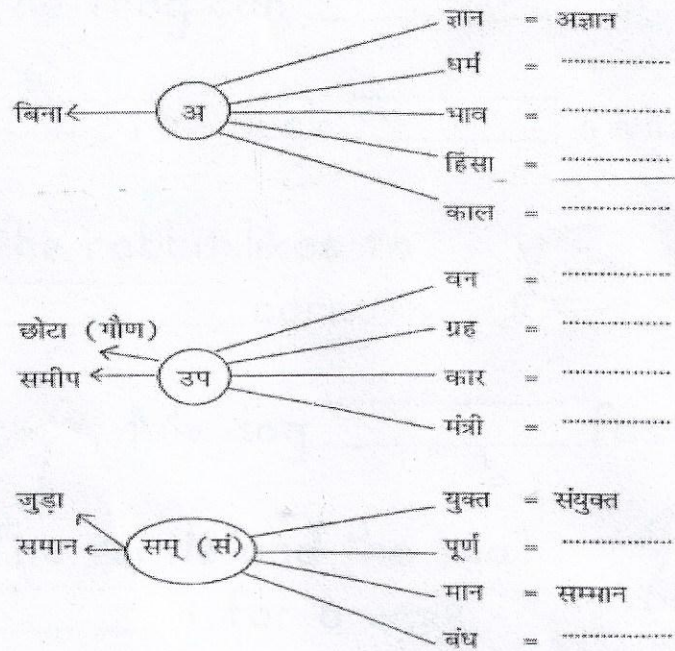 ज्ञान = अज्ञान
धर्म = ............
बिना अ भाव = ............
हिंसा = ............
काल = ............
वन = ............
छोटा (गौण) ग्रह = ............
समीप उप कार = ............
मंत्री = ............
जुड़ा युक्त = संयुक्त
समान सम् (सं) पूर्ण = ............
मान = सम्मान
बंध = ............